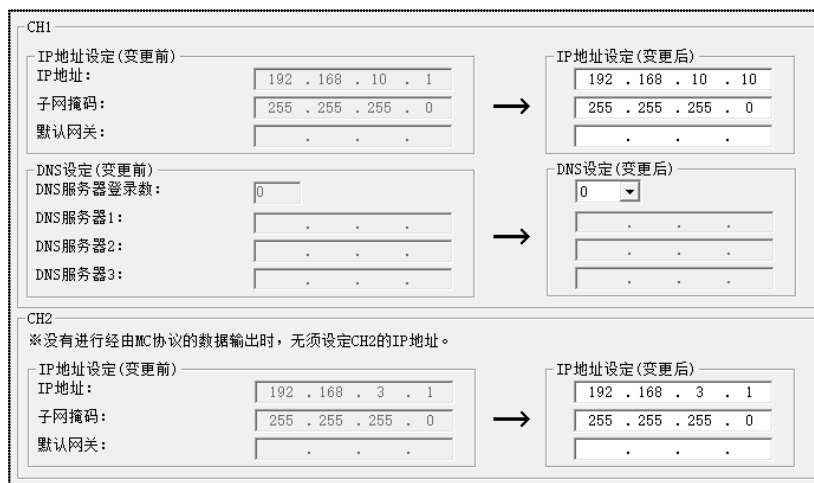 CH1
IP地址设定(变更前)
IP地址: 192 . 168 . 10 . 1
子网掩码: 255 . 255 . 255 . 0
默认网关: . . .
→
IP地址设定(变更后)
192 . 168 . 10 . 10
255 . 255 . 255 . 0
. . .
DNS设定(变更前)
DNS服务器登录数: 0
DNS服务器1: . . .
DNS服务器2: . . .
DNS服务器3: . . .
→
DNS设定(变更后)
0
. . .
. . .
. . .
CH2
※没有进行经由MC协议的数据输出时，无须设定CH2的IP地址。
IP地址设定(变更前)
IP地址: 192 . 168 . 3 . 1
子网掩码: 255 . 255 . 255 . 0
默认网关: . . .
→
IP地址设定(变更后)
192 . 168 . 3 . 1
255 . 255 . 255 . 0
. . .